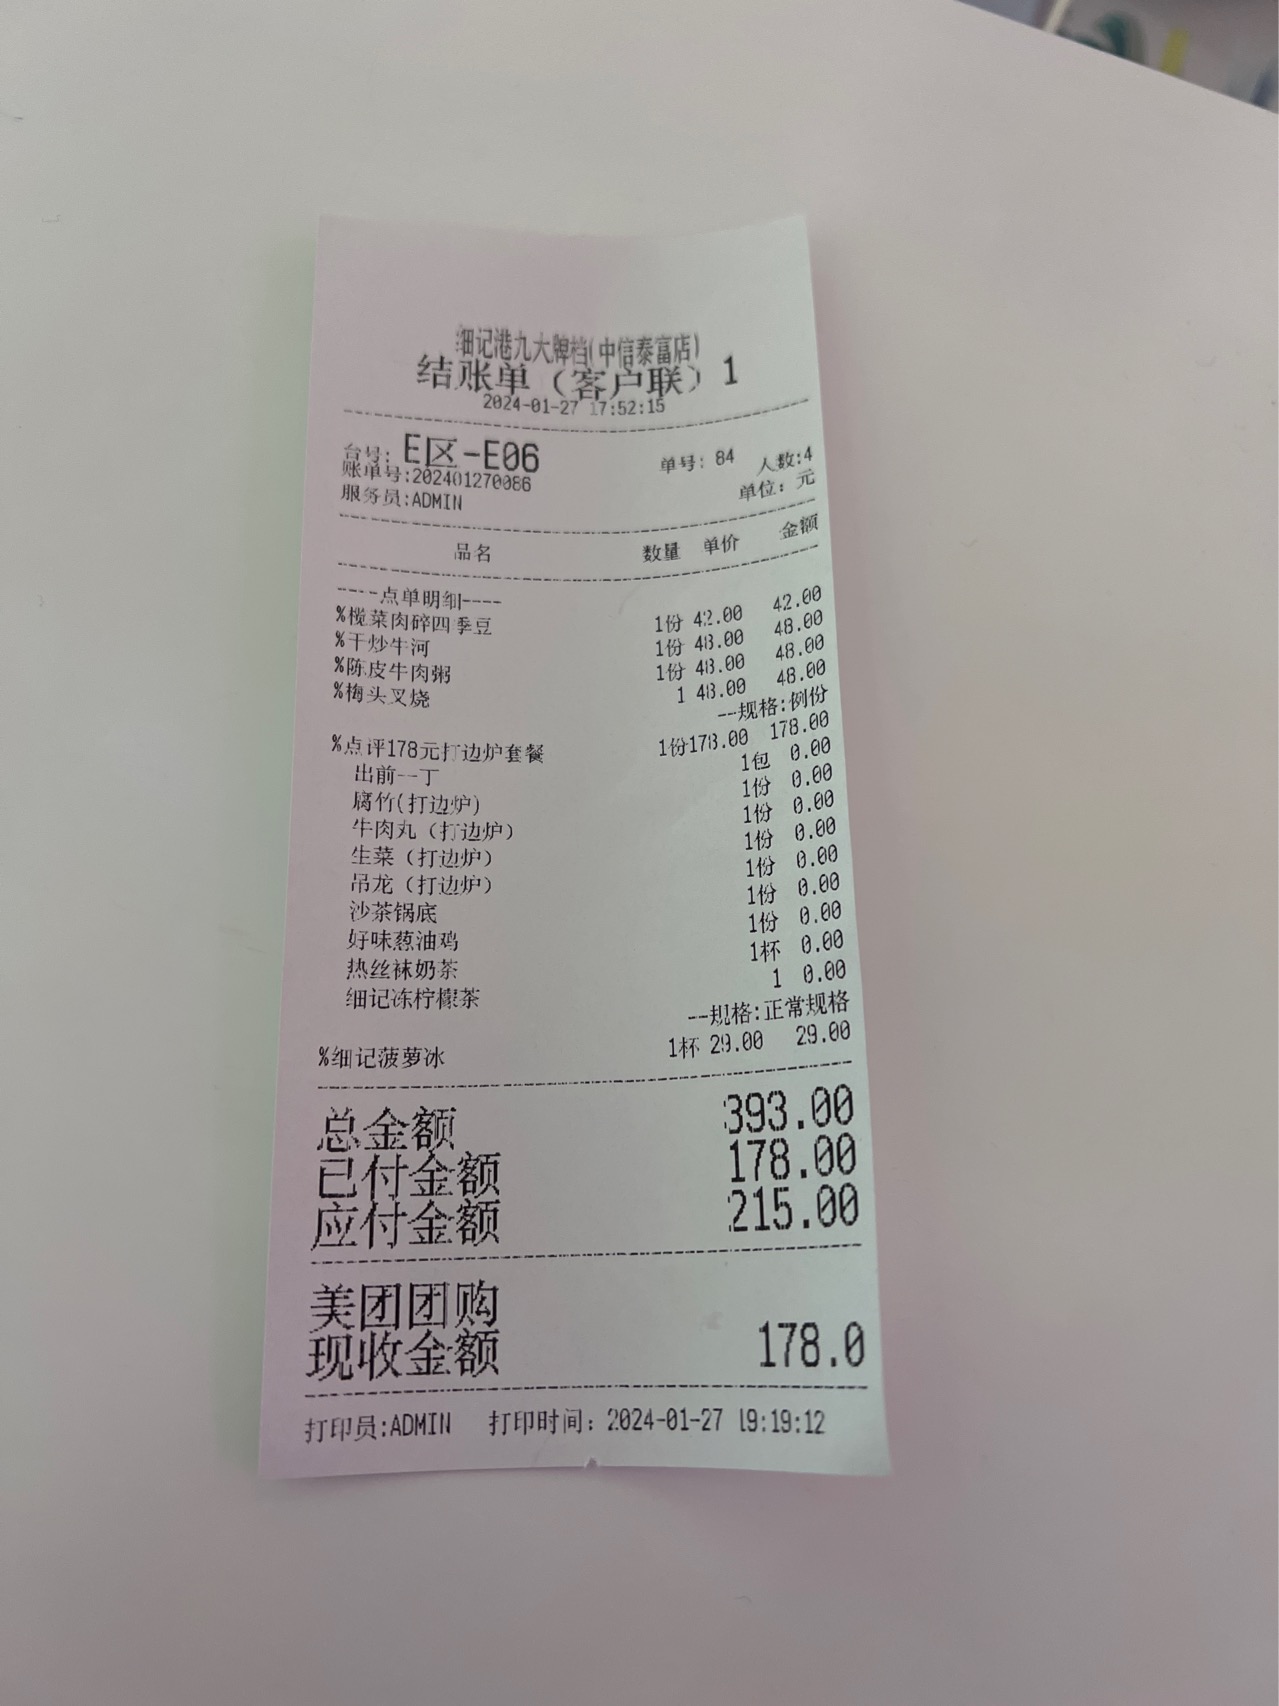 细记港九大牌档(中信泰富店)
结账单（客户联）1
2024-01-27 17:52:15
台号: E区-E06 单号: 84 人数:4
账单号:202401270086 单位: 元
服务员:ADMIN
品名 数量 单价 金额
----点单明细----
%榄菜肉碎四季豆 1份 42.00 42.00
%干炒牛河 1份 48.00 48.00
%陈皮牛肉粥 1份 48.00 48.00
%梅头叉烧 1 48.00 48.00
--规格:例份
%点评178元打边炉套餐 1份178.00 178.00
出前一丁 1包 0.00
腐竹(打边炉) 1份 0.00
牛肉丸（打边炉） 1份 0.00
生菜（打边炉） 1份 0.00
吊龙（打边炉） 1份 0.00
沙茶锅底 1份 0.00
好味葱油鸡 1份 0.00
热丝袜奶茶 1杯 0.00
细记冻柠檬茶 1 0.00
--规格:正常规格
%细记菠萝冰 1杯 29.00 29.00
总金额 393.00
已付金额 178.00
应付金额 215.00
美团团购
现收金额 178.0
打印员:ADMIN 打印时间: 2024-01-27 19:19:12